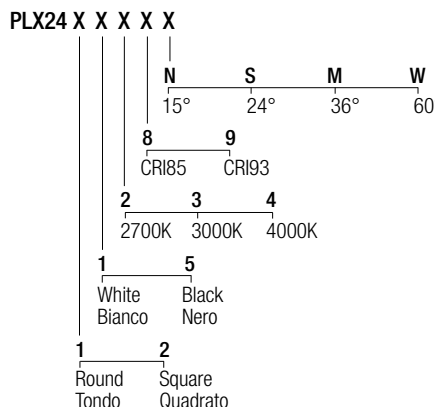 PLX24 X X X X X
N S M W
15° 24° 36° 60
8 9
CRI85 CRI93
2 3 4
2700K 3000K 4000K
1 5
White Black
Bianco Nero
1 2
Round Square
Tondo Quadrato